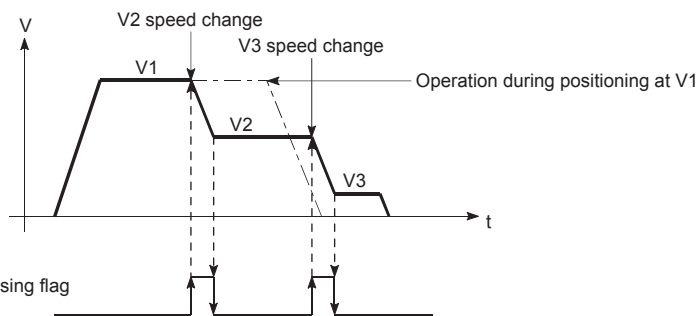 V2 speed change
V
V3 speed change
V1
Operation during positioning at V1
V2
V3
t
sing flag